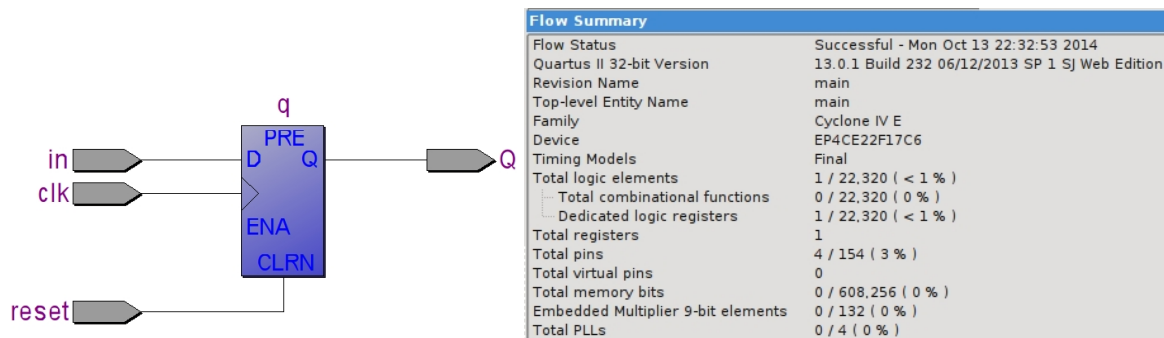 q
PRE
in
D Q
Q
clk
ENA
CLRN
reset
Flow Summary
Flow Status Successful - Mon Oct 13 22:32:53 2014
Quartus II 32-bit Version 13.0.1 Build 232 06/12/2013 SP 1 SJ Web Edition
Revision Name main
Top-level Entity Name main
Family Cyclone IV E
Device EP4CE22F17C6
Timing Models Final
Total logic elements 1 / 22,320 ( < 1 % )
Total combinational functions 0 / 22,320 ( 0 % )
Dedicated logic registers 1 / 22,320 ( < 1 % )
Total registers 1
Total pins 4 / 154 ( 3 % )
Total virtual pins 0
Total memory bits 0 / 608,256 ( 0 % )
Embedded Multiplier 9-bit elements 0 / 132 ( 0 % )
Total PLLs 0 / 4 ( 0 % )